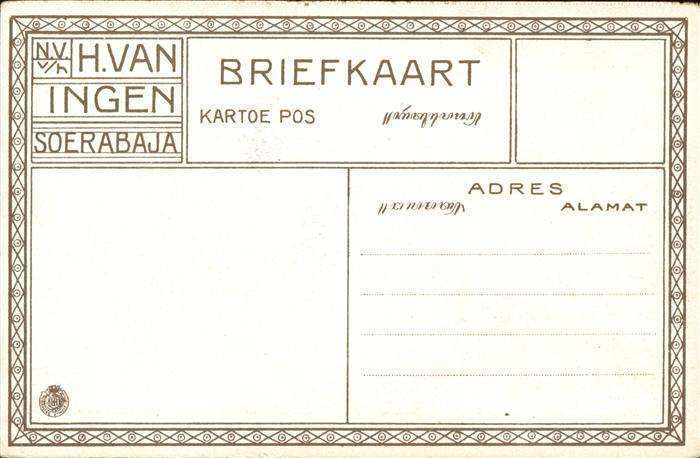 N.V. v/h H. VAN
INGEN
SOERABAJA
BRIEFKAART
KARTOE POS
ADRES
ALAMAT